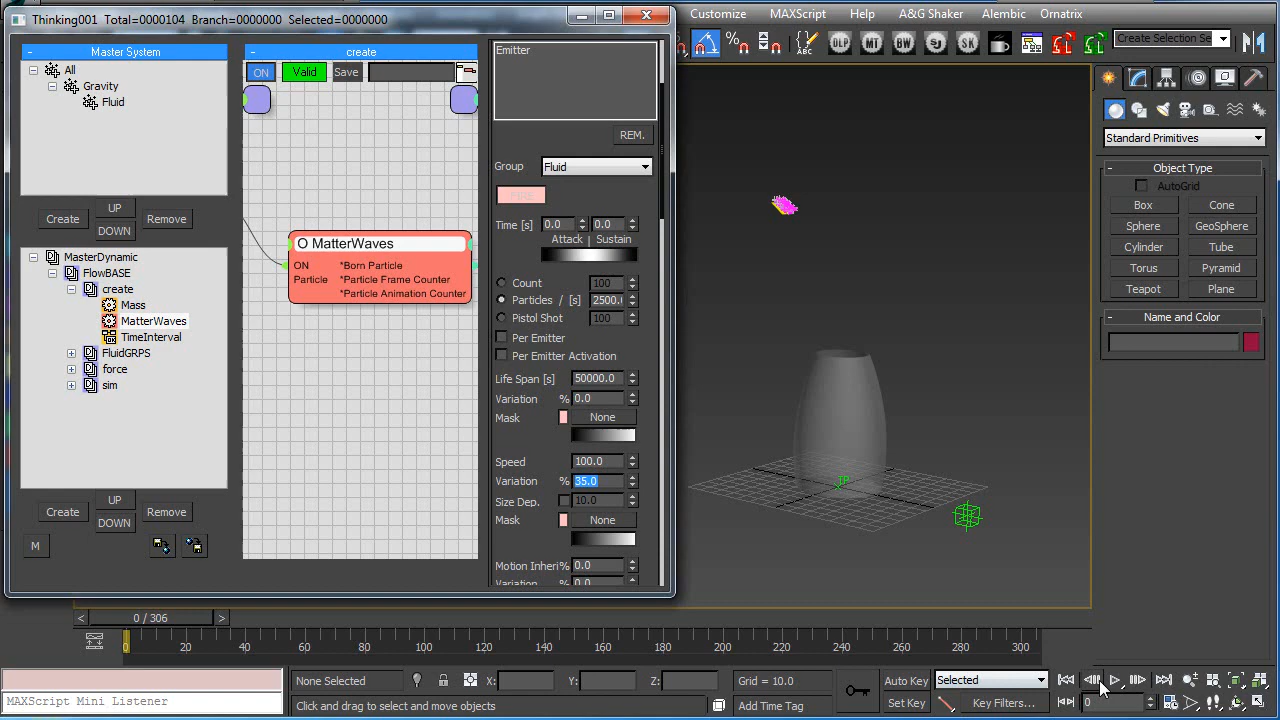 Thinking001 Total=0000104 Branch=0000000 Selected=0000000
Customize MAXScript Help A&G Shaker Alembic Ornatrix
ABC DLP MT BW SJ SK Create Selection Se
Master System
create
Emitter
ON Valid Save
All
Gravity
Fluid
REM.
Standard Primitives
Group Fluid
Object Type
AutoGrid
Create UP Remove
DOWN
Time [s] 0.0 0.0
Attack | Sustain
Box Cone
Sphere GeoSphere
Cylinder Tube
Torus Pyramid
Teapot Plane
Name and Color
MasterDynamic
FlowBASE
create
Mass
MatterWaves
TimeInterval
FluidGRPS
force
sim
O MatterWaves
ON *Born Particle
Particle *Particle Frame Counter
*Particle Animation Counter
Count 100
Particles / [s] 2500.
Pistol Shot 100
Per Emitter
Per Emitter Activation
Life Span [s] 50000.0
Variation % 0.0
Mask None
Speed 100.0
Variation % 35.0
Size Dep. 10.0
Mask None
Motion Inheri% 0.0
Variation % 0.0
TP
Create UP Remove
DOWN
M
< 0 / 306 >
0 20 40 60 80 100 120 140 160 180 200 220 240 260 280 300
None Selected X: Y: Z: Grid = 10.0 Auto Key Selected
MAXScript Mini Listener Click and drag to select and move objects Add Time Tag Set Key Key Filters... 0